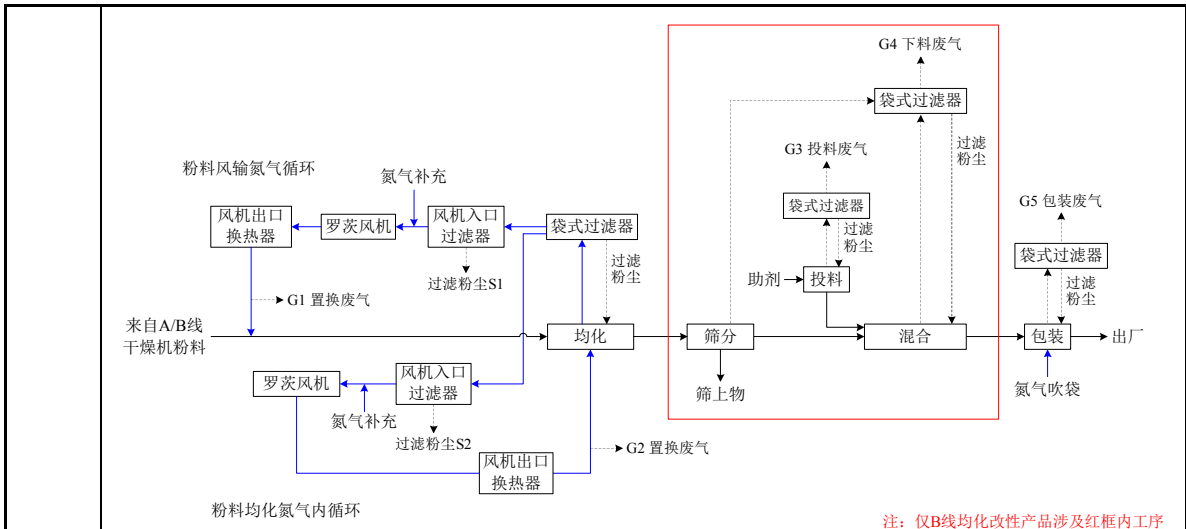 G4 下料废气
袋式过滤器
过滤
粉尘
G3 投料废气
粉料风输氮气循环
氮气补充
袋式过滤器
过滤
粉尘
G5 包装废气
风机出口
换热器
罗茨风机
风机入口
过滤器
袋式过滤器
过滤
粉尘
袋式过滤器
过滤
粉尘
过滤粉尘S1
助剂
投料
G1 置换废气
来自A/B线
干燥机粉料
均化
筛分
混合
包装
出厂
罗茨风机
风机入口
过滤器
筛上物
氮气吹袋
氮气补充
过滤粉尘S2
G2 置换废气
风机出口
换热器
粉料均化氮气内循环
注：仅B线均化改性产品涉及红框内工序